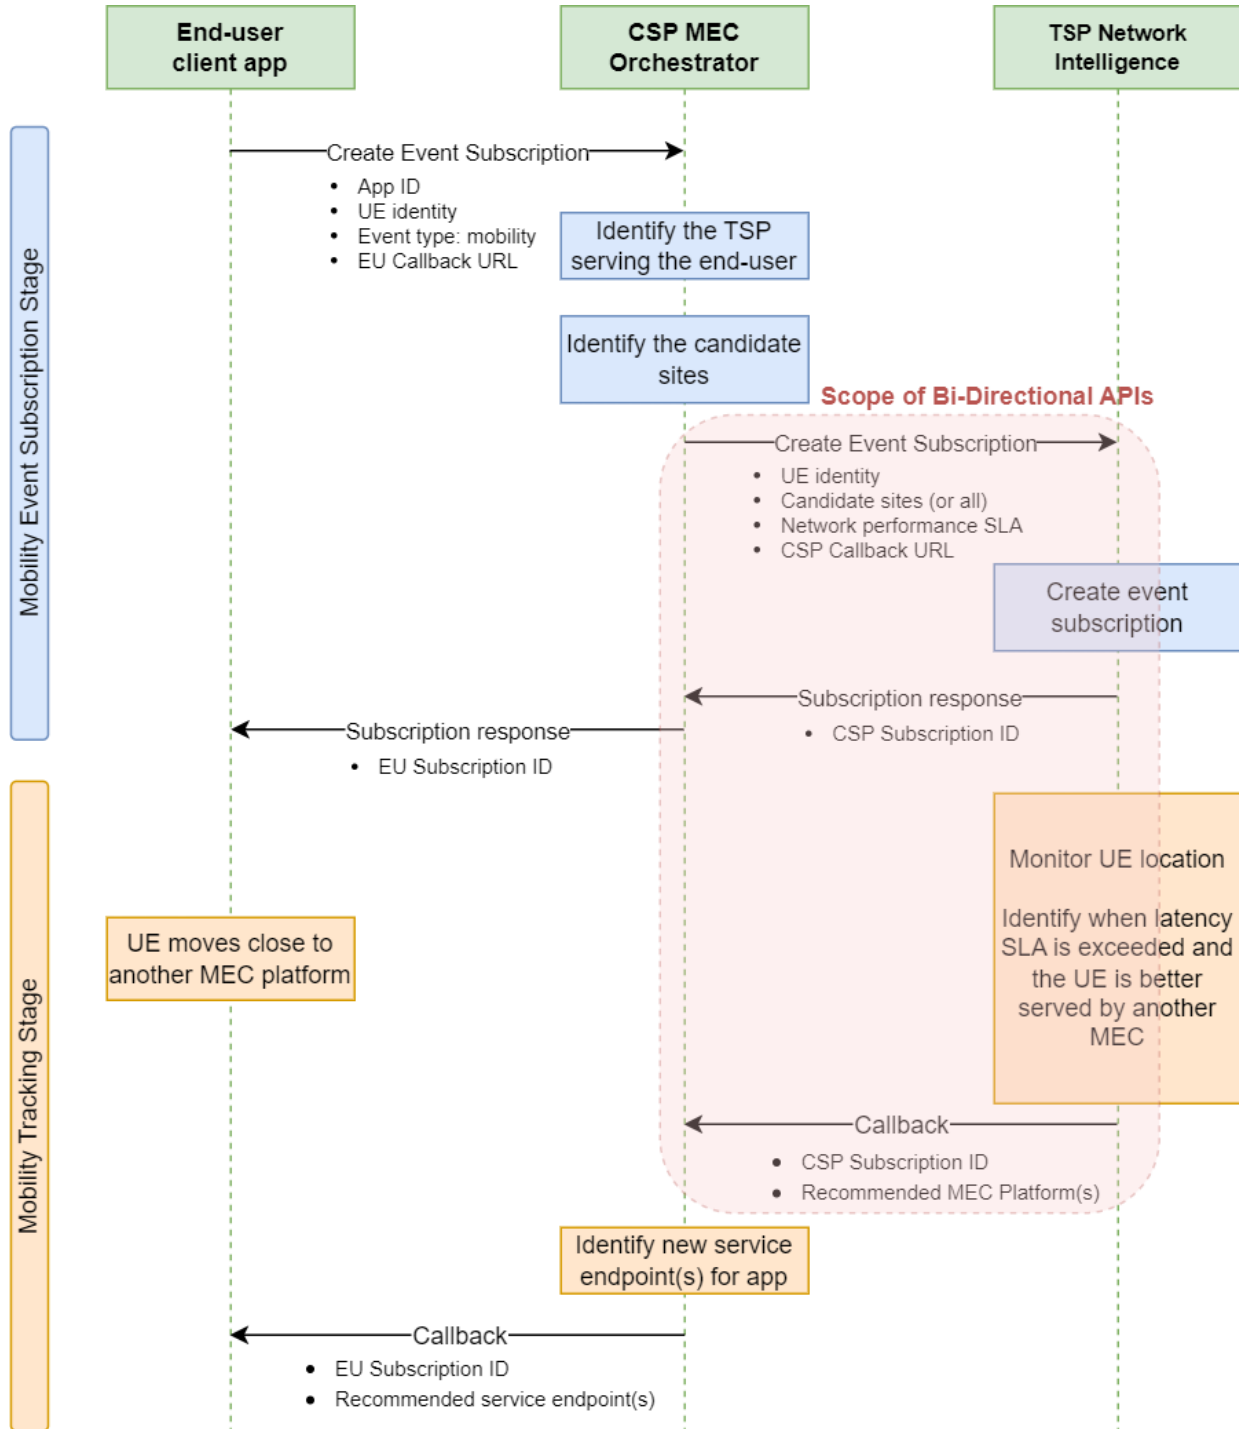 End-user
client app
CSP MEC
Orchestrator
TSP Network
Intelligence
Mobility Event Subscription Stage
Create Event Subscription
• App ID
• UE identity
• Event type: mobility
• EU Callback URL
Identify the TSP
serving the end-user
Identify the candidate
sites
Scope of Bi-Directional APIs
Create Event Subscription
• UE identity
• Candidate sites (or all)
• Network performance SLA
• CSP Callback URL
Create event
subscription
Subscription response
• CSP Subscription ID
Subscription response
• EU Subscription ID
Mobility Tracking Stage
Monitor UE location
Identify when latency
SLA is exceeded and
the UE is better
served by another
MEC
UE moves close to
another MEC platform
Callback
• CSP Subscription ID
• Recommended MEC Platform(s)
Identify new service
endpoint(s) for app
Callback
• EU Subscription ID
• Recommended service endpoint(s)